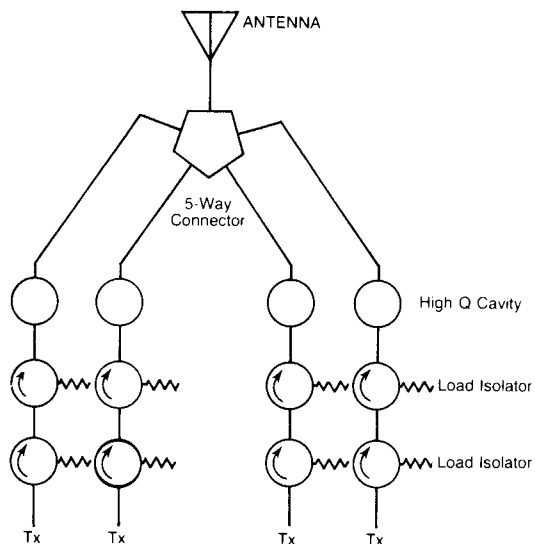 ANTENNA
5-Way
Connector
High Q Cavity
Load Isolator
Load Isolator
Tx Tx Tx Tx